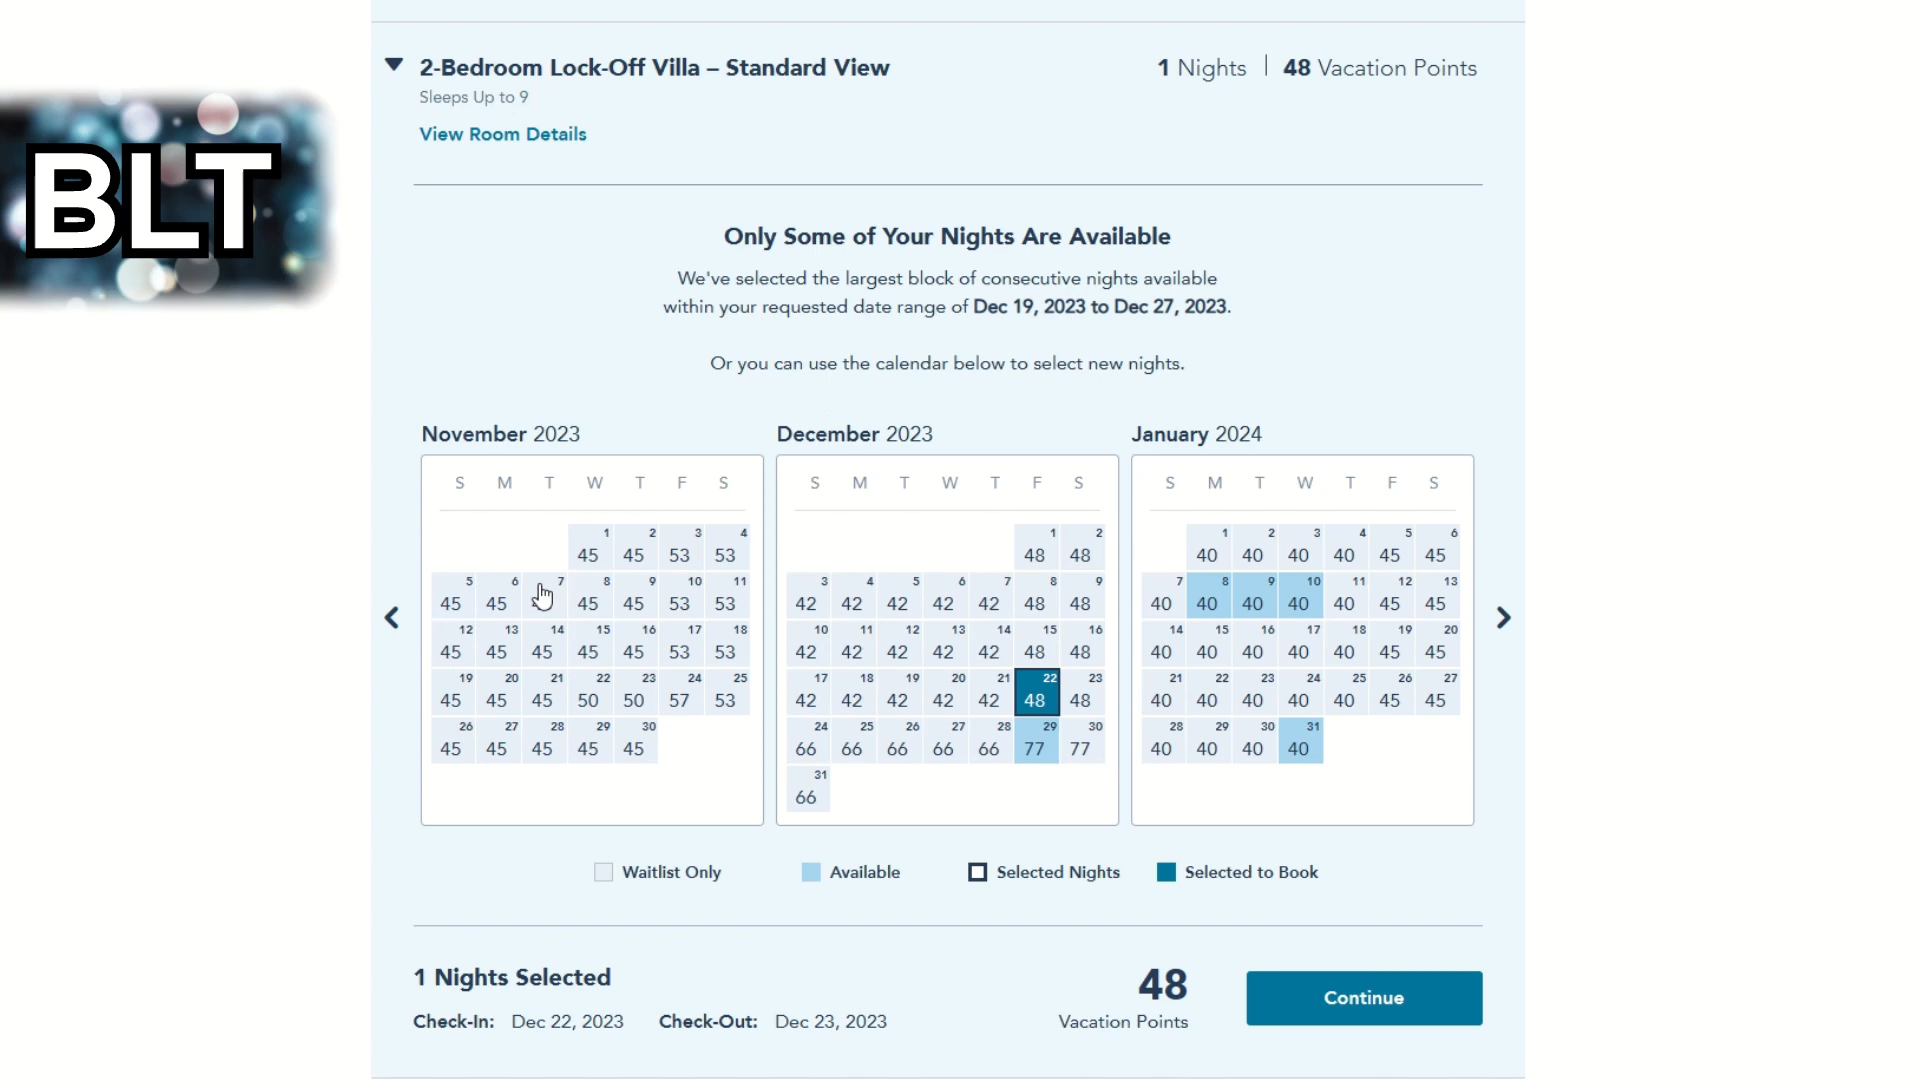 BLT
2-Bedroom Lock-Off Villa – Standard View
1 Nights | 48 Vacation Points
Sleeps Up to 9
View Room Details
Only Some of Your Nights Are Available
We've selected the largest block of consecutive nights available
within your requested date range of Dec 19, 2023 to Dec 27, 2023.
Or you can use the calendar below to select new nights.
November 2023
S M T W T F S
1 2 3 4
45 45 53 53
5 6 7 8 9 10 11
45 45 45 45 53 53
12 13 14 15 16 17 18
45 45 45 45 45 53 53
19 20 21 22 23 24 25
45 45 45 50 50 57 53
26 27 28 29 30
45 45 45 45 45
December 2023
S M T W T F S
1 2
48 48
3 4 5 6 7 8 9
42 42 42 42 42 48 48
10 11 12 13 14 15 16
42 42 42 42 42 48 48
17 18 19 20 21 22 23
42 42 42 42 42 48 48
24 25 26 27 28 29 30
66 66 66 66 66 77 77
31
66
January 2024
S M T W T F S
1 2 3 4 5 6
40 40 40 40 45 45
7 8 9 10 11 12 13
40 40 40 40 40 45 45
14 15 16 17 18 19 20
40 40 40 40 40 45 45
21 22 23 24 25 26 27
40 40 40 40 40 45 45
28 29 30 31
40 40 40 40
Waitlist Only
Available
Selected Nights
Selected to Book
1 Nights Selected
Check-In: Dec 22, 2023 Check-Out: Dec 23, 2023
48
Vacation Points
Continue